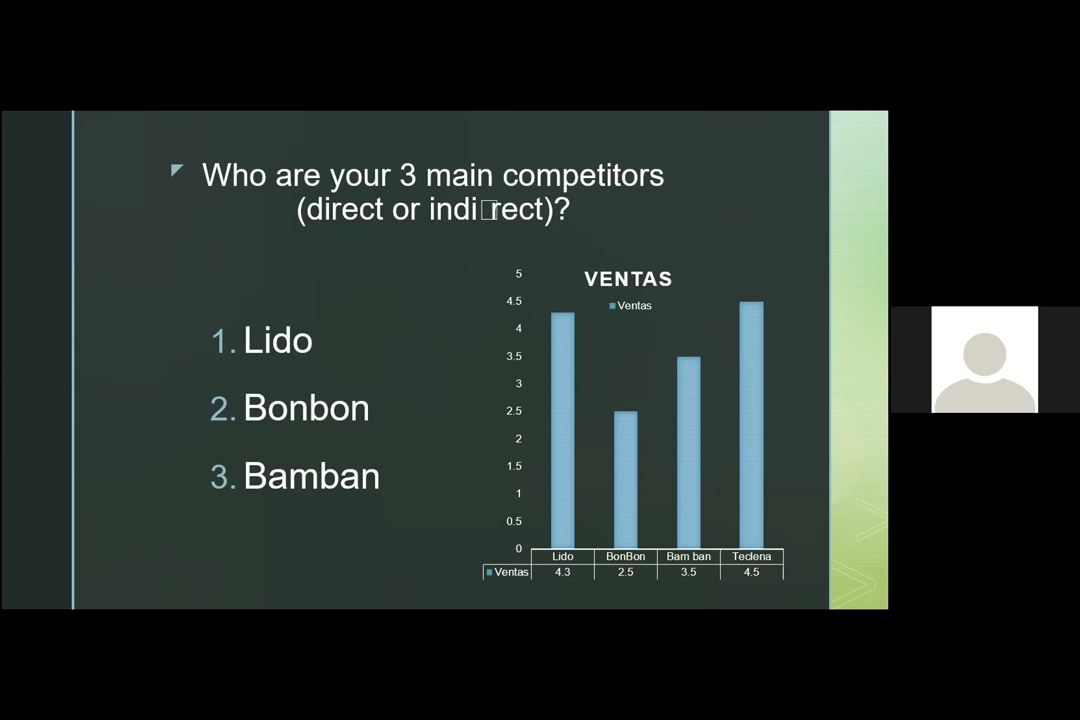 Who are your 3 main competitors
(direct or indi□rect)?
1. Lido
2. Bonbon
3. Bamban
VENTAS
Ventas
5
4.5
4
3.5
3
2.5
2
1.5
1
0.5
0
Lido BonBon Bam ban Teclena
Ventas 4.3 2.5 3.5 4.5